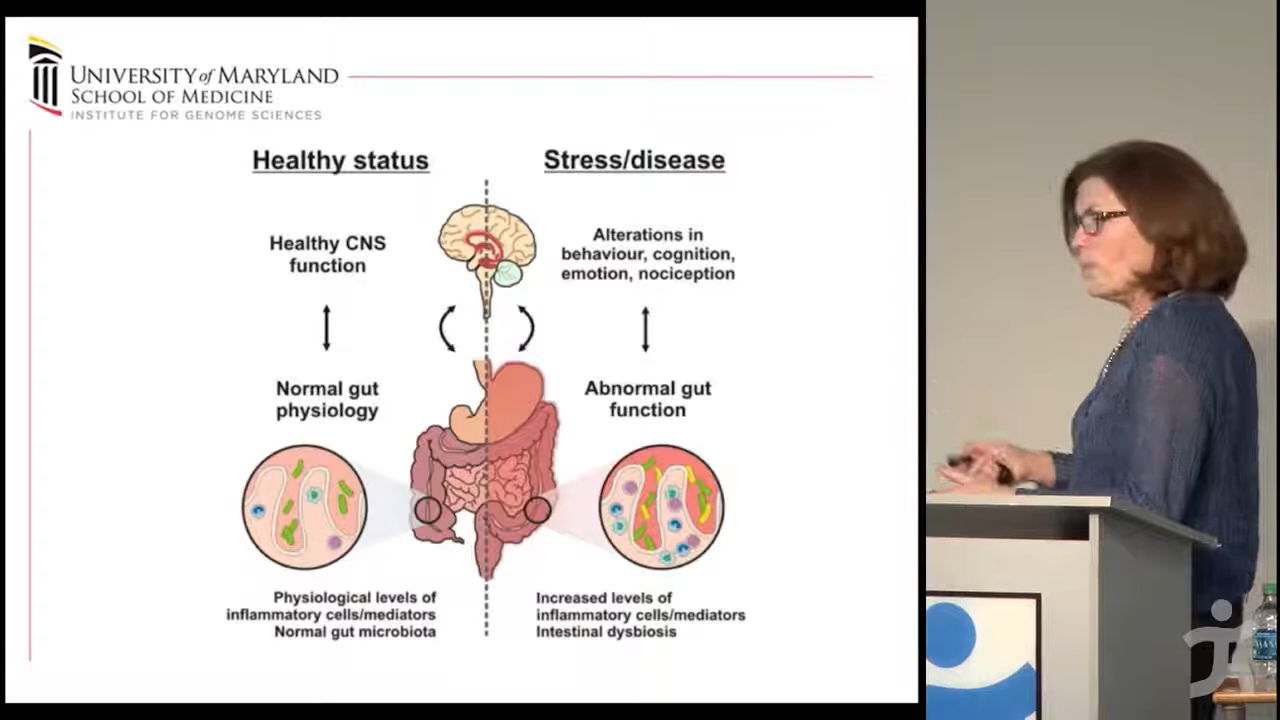 UNIVERSITY of MARYLAND
SCHOOL OF MEDICINE
INSTITUTE FOR GENOME SCIENCES
Healthy status
Stress/disease
Healthy CNS
function
Alterations in
behaviour, cognition,
emotion, nociception
Normal gut
physiology
Abnormal gut
function
Physiological levels of
inflammatory cells/mediators
Normal gut microbiota
Increased levels of
inflammatory cells/mediators
Intestinal dysbiosis